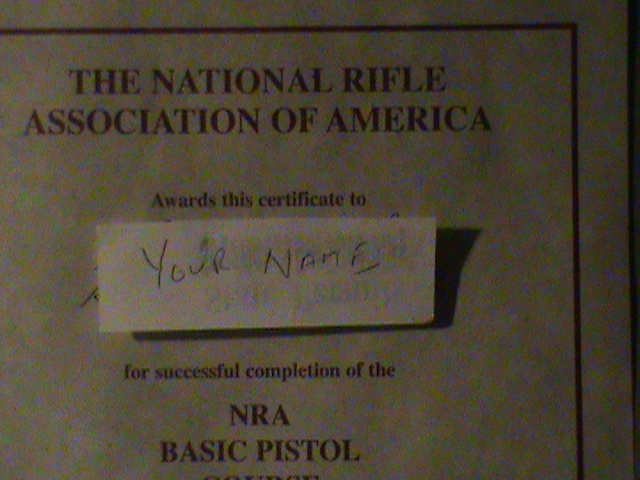 THE NATIONAL RIFLE
ASSOCIATION OF AMERICA
Awards this certificate to
YOUR NAME
for successful completion of the
NRA
BASIC PISTOL
COURSE